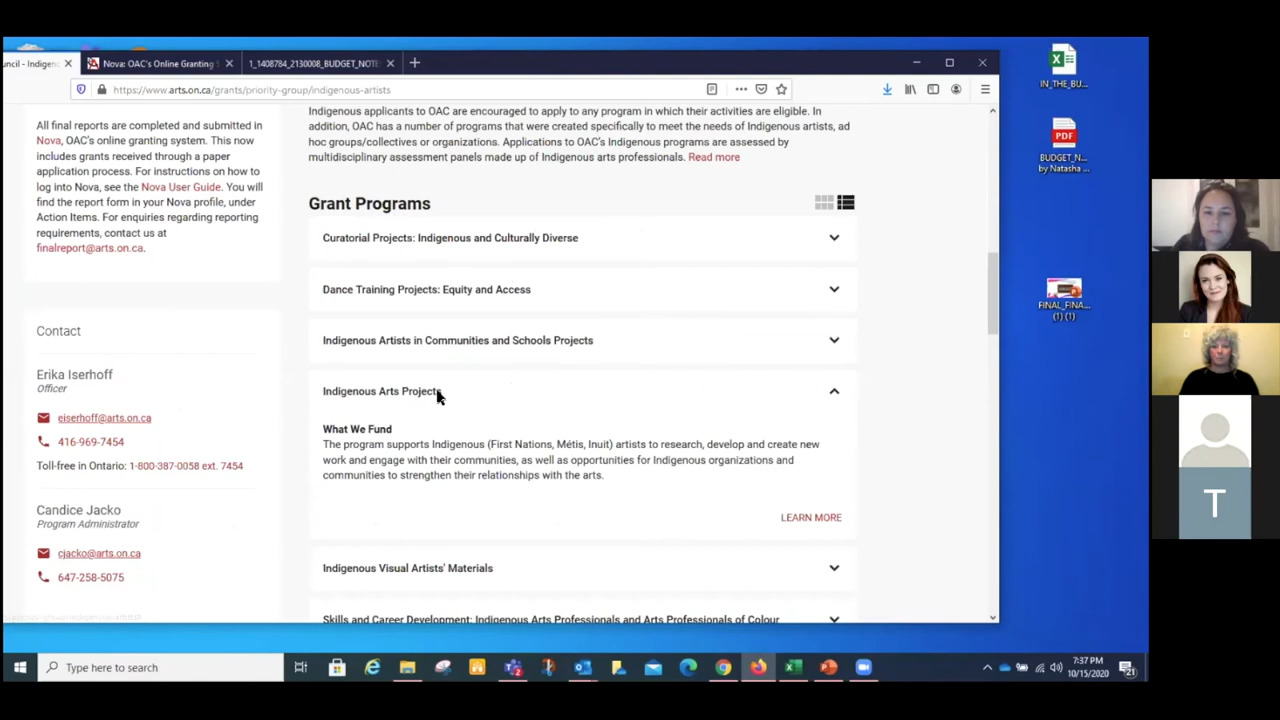 ouncil - Indigen
Nova: OAC's Online Granting S
1_1408784_2130008_BUDGET_NOTE
https://www.arts.on.ca/grants/priority-group/indigenous-artists
All final reports are completed and submitted in
Nova, OAC's online granting system. This now
includes grants received through a paper
application process. For instructions on how to
log into Nova, see the Nova User Guide. You will
find the report form in your Nova profile, under
Action Items. For enquiries regarding reporting
requirements, contact us at
finalreport@arts.on.ca.
Contact
Erika Iserhoff
Officer
eiserhoff@arts.on.ca
416-969-7454
Toll-free in Ontario: 1-800-387-0058 ext. 7454
Candice Jacko
Program Administrator
cjacko@arts.on.ca
647-258-5075
Indigenous applicants to OAC are encouraged to apply to any program in which their activities are eligible. In
addition, OAC has a number of programs that were created specifically to meet the needs of Indigenous artists, ad
hoc groups/collectives or organizations. Applications to OAC's Indigenous programs are assessed by
multidisciplinary assessment panels made up of Indigenous arts professionals. Read more
Grant Programs
Curatorial Projects: Indigenous and Culturally Diverse
Dance Training Projects: Equity and Access
Indigenous Artists in Communities and Schools Projects
Indigenous Arts Projects
What We Fund
The program supports Indigenous (First Nations, Métis, Inuit) artists to research, develop and create new
work and engage with their communities, as well as opportunities for Indigenous organizations and
communities to strengthen their relationships with the arts.
LEARN MORE
Indigenous Visual Artists' Materials
Skills and Career Development: Indigenous Arts Professionals and Arts Professionals of Colour
IN_THE_BU...
PDF
BUDGET_N...
by Natasha ...
FINAL_FINA...
(1) (1)
T
Type here to search
7:37 PM
10/15/2020
21